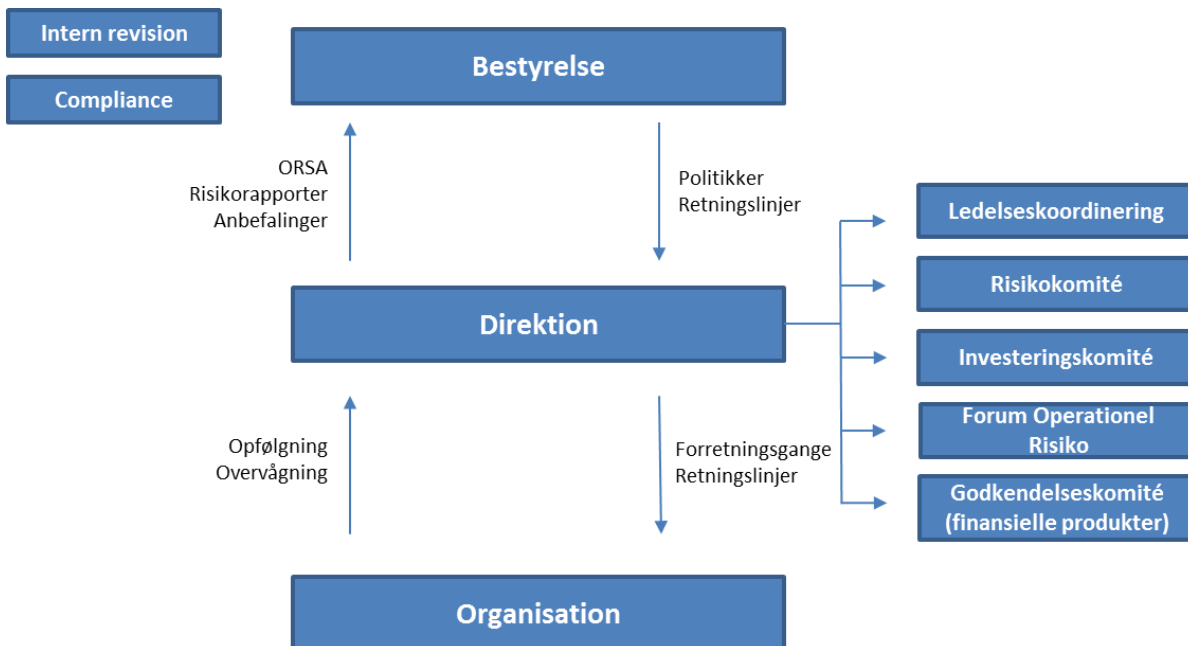 Intern revision
Compliance
Bestyrelse
ORSA
Risikorapporter
Anbefalinger
Politikker
Retningslinjer
Direktion
Ledelseskoordinering
Risikokomité
Investeringskomité
Forum Operationel
Risiko
Godkendelseskomité
(finansielle produkter)
Opfølgning
Overvågning
Forretningsgange
Retningslinjer
Organisation